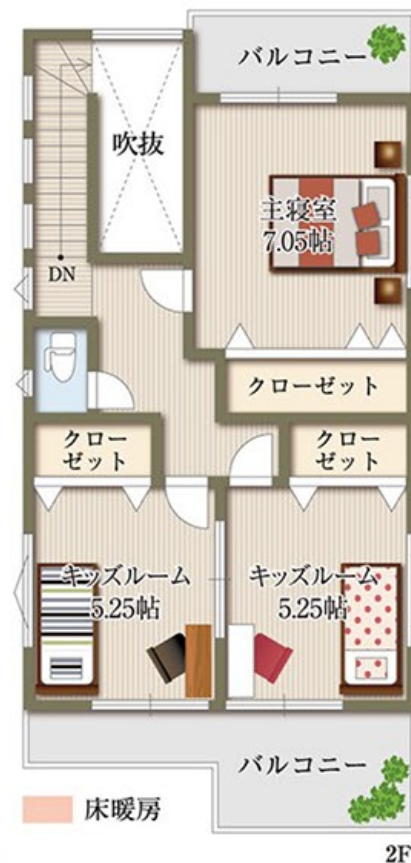 バルコニー
吹抜
主寝室
7.05帖
DN
クローゼット
クロー
ゼット
クロー
ゼット
キッズルーム
5.25帖
キッズルーム
5.25帖
バルコニー
床暖房
2F